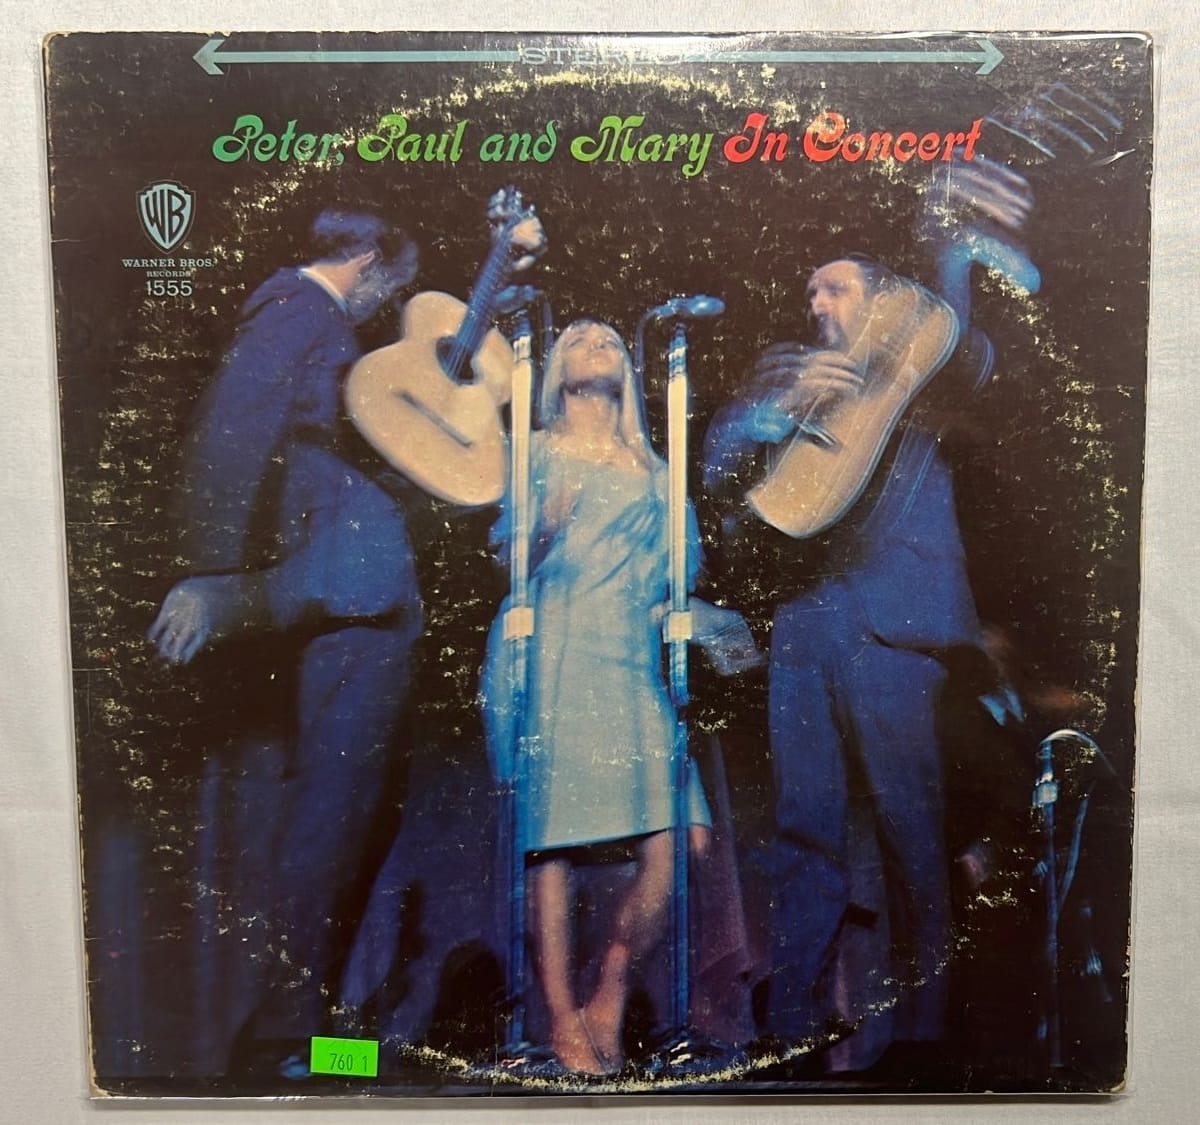 STEREO
Peter, Paul and Mary In Concert
WB
WARNER BROS.
RECORDS
1555
760 1